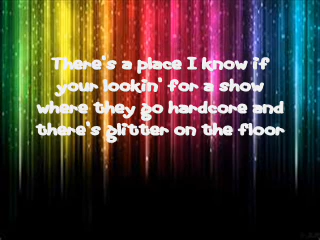 There's a place I know if
your lookin' for a show
where they go hardcore and
there's glitter on the floor